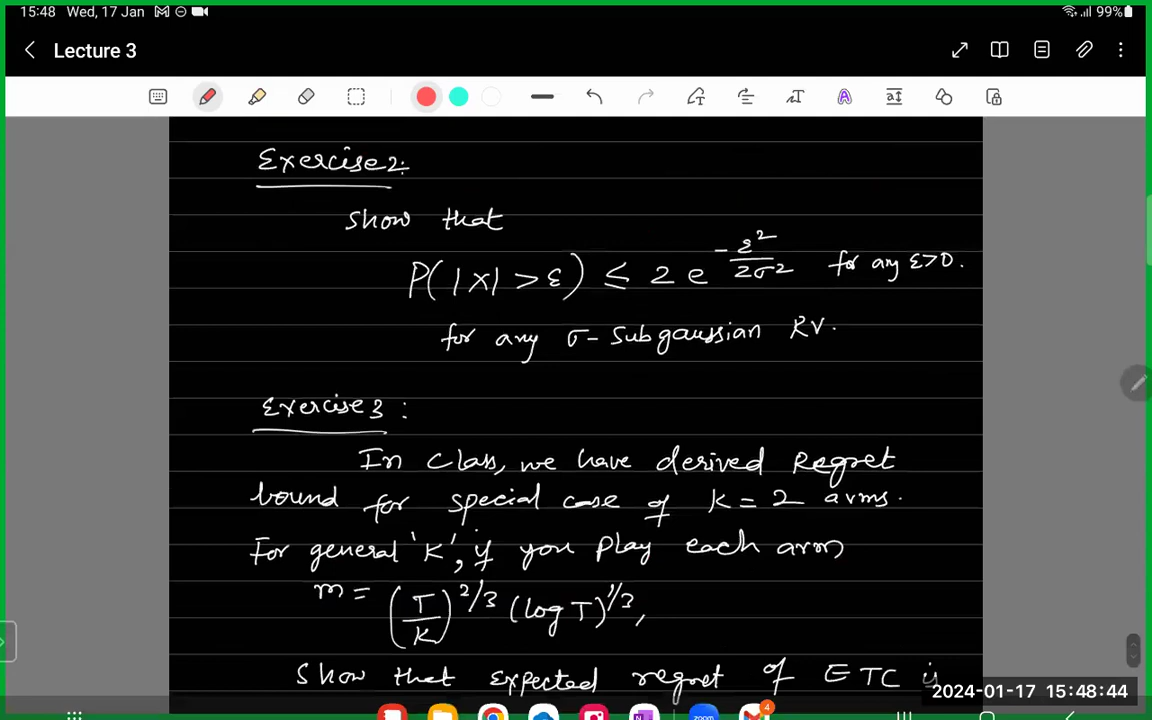 15:48 Wed, 17 Jan
99%
Lecture 3
Exercise 2:
Show that
P( |X| > ε ) ≤ 2 e^{-ε²/2σ²} for any ε>0.
for any σ- Subgaussian RV.
Exercise 3 :
In Class, we have derived Regret
bound for special case of K = 2 arms.
For general 'K', if you play each arm
m = (T/K)^{2/3} (log T)^{1/3},
Show that expected regret of ETC is
2024-01-17 15:48:44
zoom
4